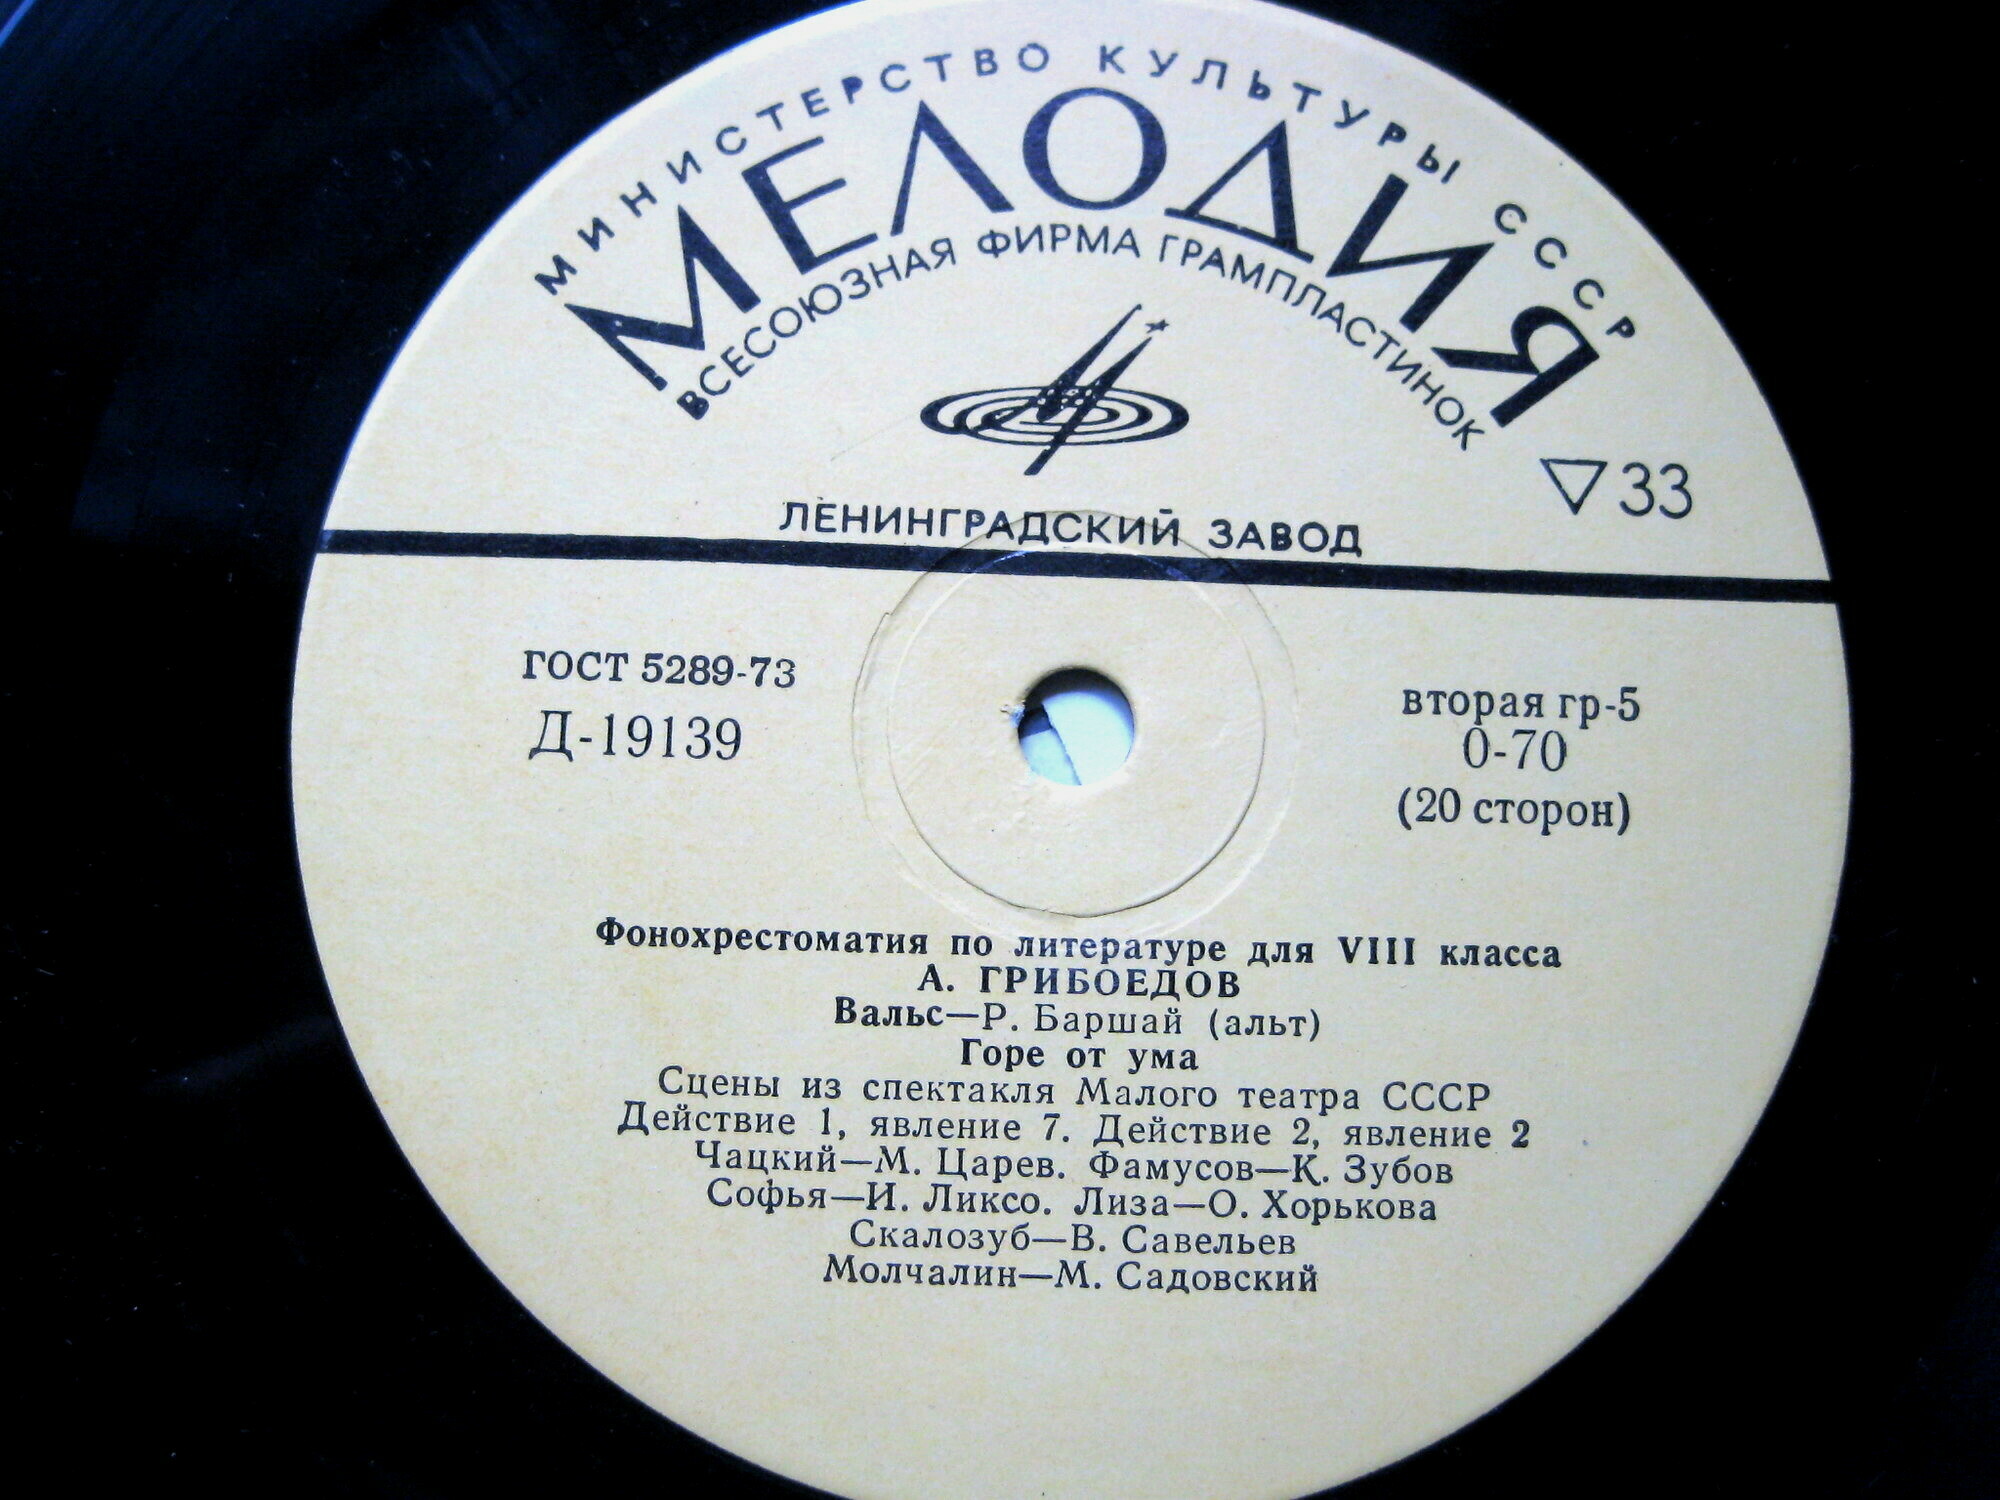 МИНИСТЕРСТВО КУЛЬТУРЫ СССР
МЕЛОДИЯ
ВСЕСОЮЗНАЯ ФИРМА ГРАМПЛАСТИНОК
33
ЛЕНИНГРАДСКИЙ ЗАВОД
ГОСТ 5289-73
Д-19139
вторая гр-5
0-70
(20 сторон)
Фонохрестоматия по литературе для VIII класса
А. ГРИБОЕДОВ
Вальс—Р. Баршай (альт)
Горе от ума
Сцены из спектакля Малого театра СССР
Действие 1, явление 7. Действие 2, явление 2
Чацкий—М. Царев. Фамусов—К. Зубов
Софья—И. Ликсо. Лиза—О. Хорькова
Скалозуб—В. Савельев
Молчалин—М. Садовский